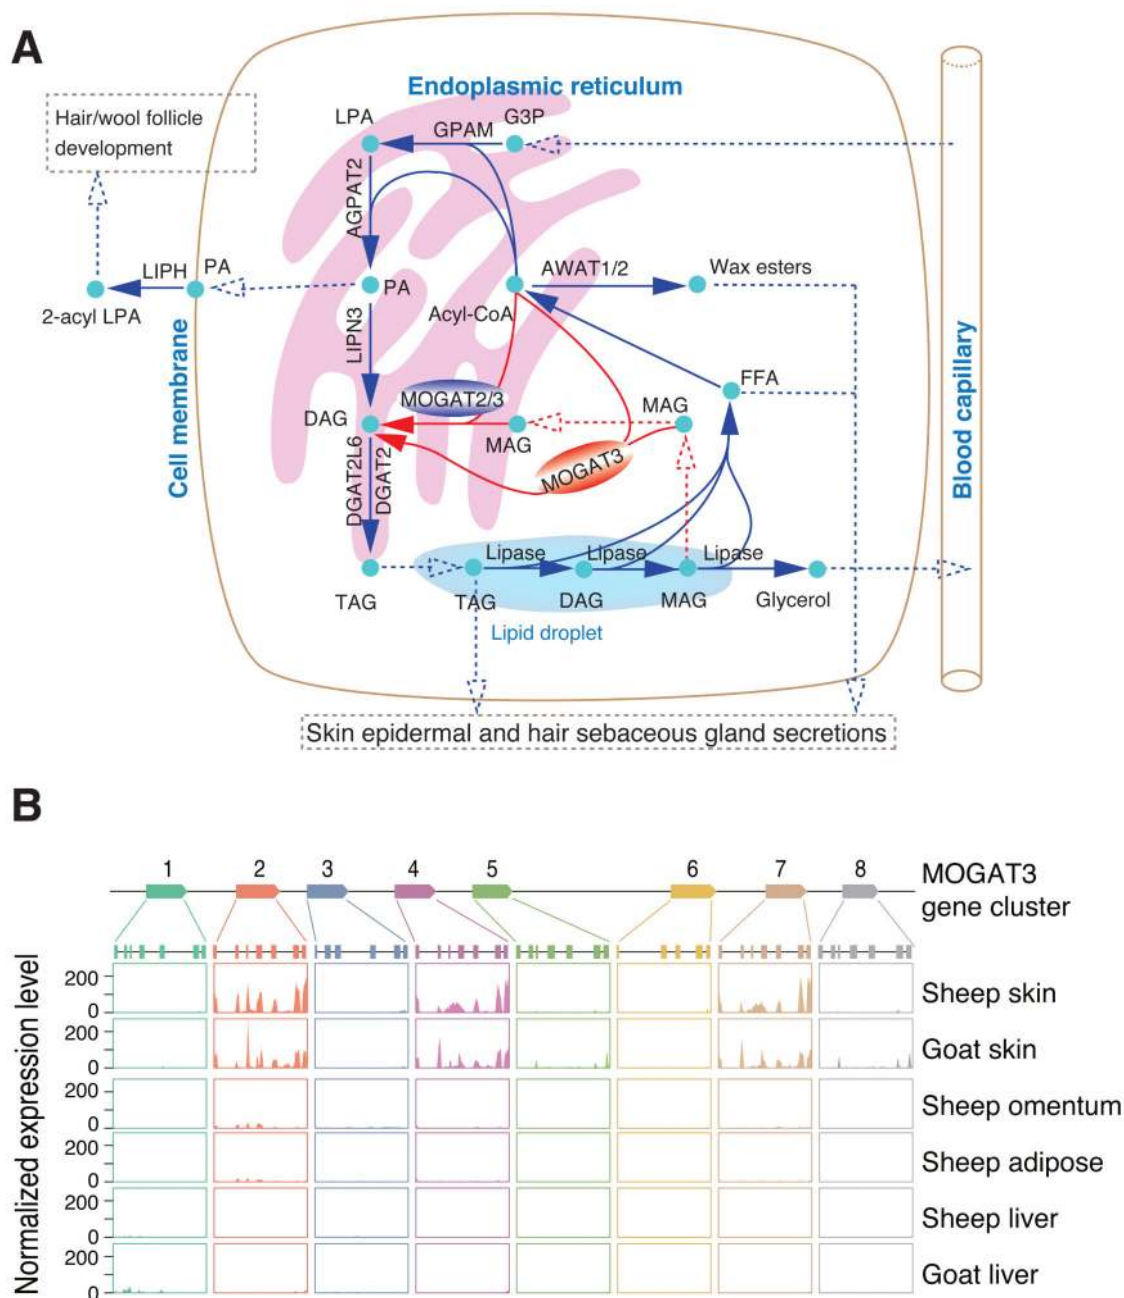 A
Endoplasmic reticulum
Hair/wool follicle
development
LPA
GPAM
G3P
AGPAT2
LIPH
PA
2-acyl LPA
PA
AWAT1/2
Wax esters
Acyl-CoA
LIPN3
Cell membrane
Blood capillary
FFA
MOGAT2/3
DAG
MAG
MAG
MOGAT3
DGAT2L6
DGAT2
Lipase
Lipase
Lipase
TAG
TAG
DAG
MAG
Glycerol
Lipid droplet
Skin epidermal and hair sebaceous gland secretions
B
1 2 3 4 5 6 7 8
MOGAT3
gene cluster
Normalized expression level
200
0
Sheep skin
200
0
Goat skin
200
0
Sheep omentum
200
0
Sheep adipose
200
0
Sheep liver
200
0
Goat liver